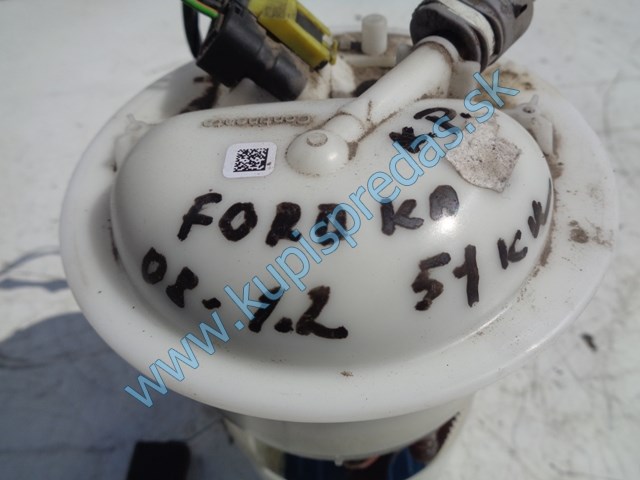 K.P.
FORD KA
08- 1.2 51 KW
www.kupispredas.sk